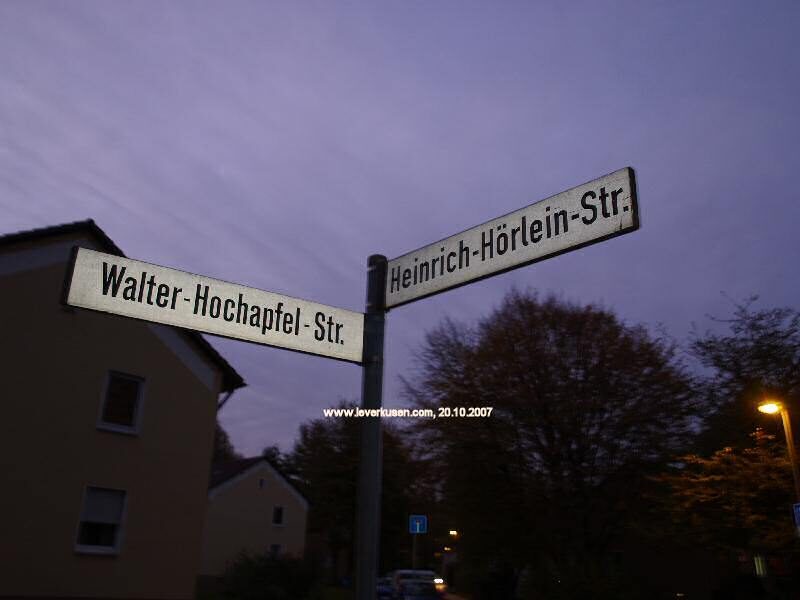 Walter-Hochapfel-Str.
Heinrich-Hörlein-Str.
www.leverkusen.com, 20.10.2007